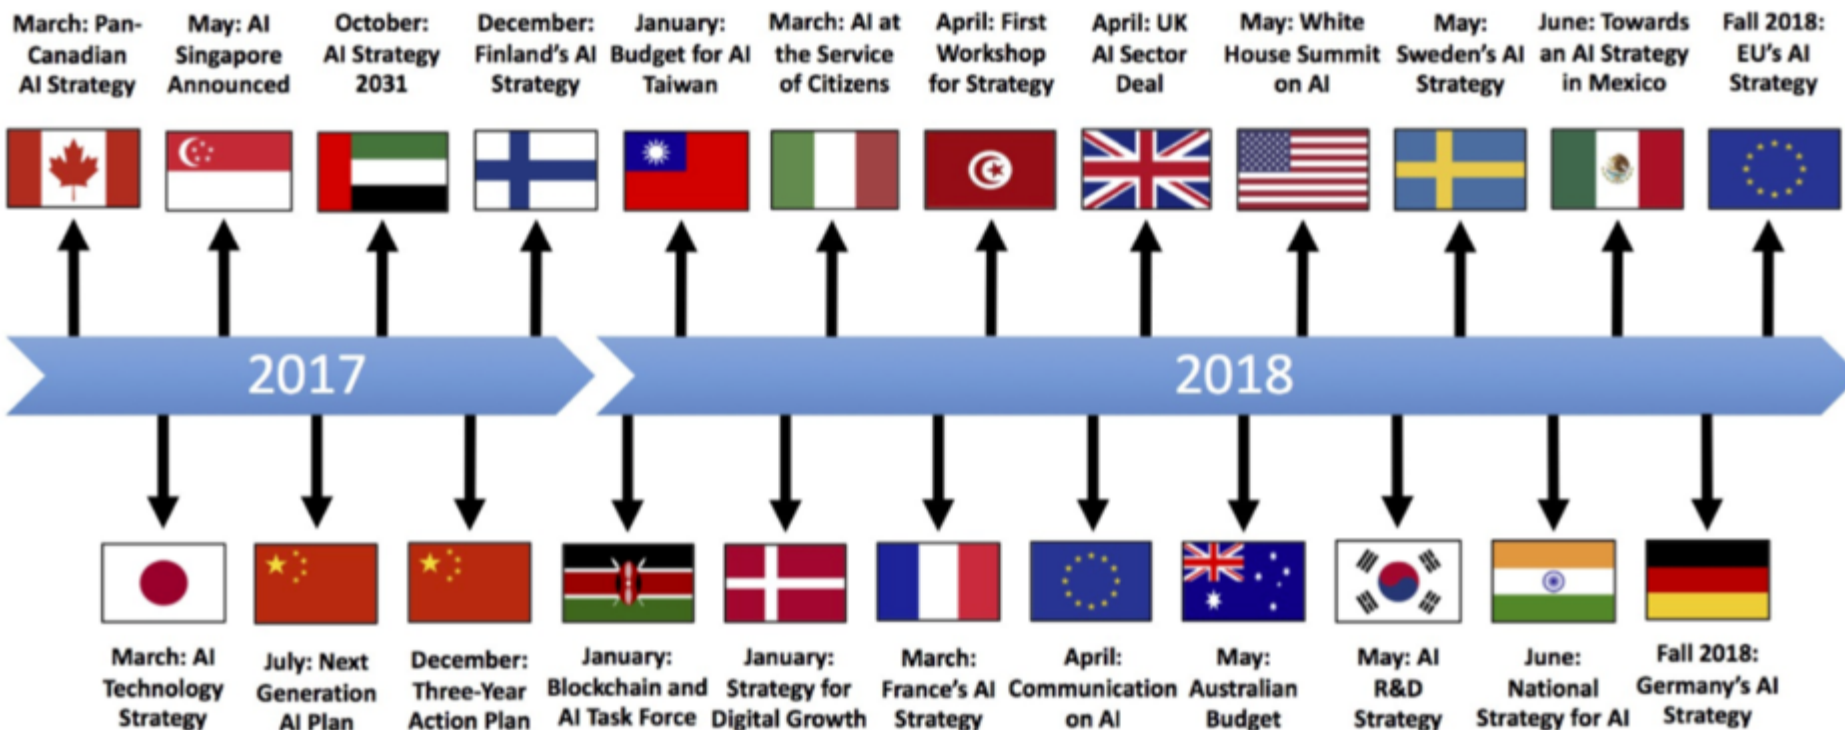 March: Pan-
Canadian
AI Strategy
May: AI
Singapore
Announced
October:
AI Strategy
2031
December:
Finland's AI
Strategy
January:
Budget for AI
Taiwan
March: AI at
the Service
of Citizens
April: First
Workshop
for Strategy
April: UK
AI Sector
Deal
May: White
House Summit
on AI
May:
Sweden's AI
Strategy
June: Towards
an AI Strategy
in Mexico
Fall 2018:
EU's AI
Strategy
2017
2018
March: AI
Technology
Strategy
July: Next
Generation
AI Plan
December:
Three-Year
Action Plan
January:
Blockchain and
AI Task Force
January:
Strategy for
Digital Growth
March:
France's AI
Strategy
April:
Communication
on AI
May:
Australian
Budget
May: AI
R&D
Strategy
June:
National
Strategy for AI
Fall 2018:
Germany's AI
Strategy